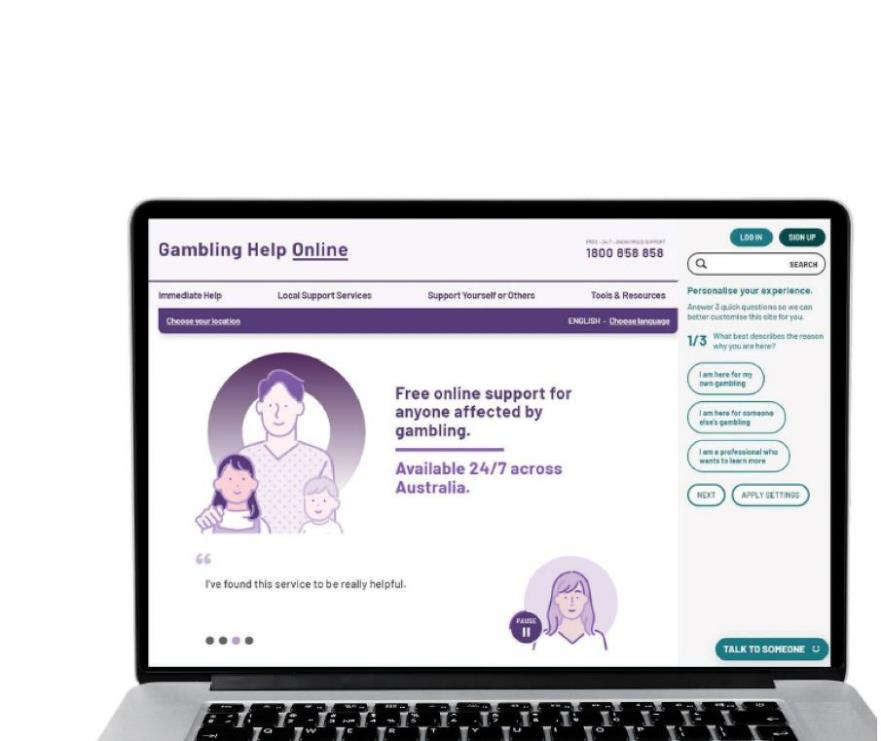 Gambling Help Online
FREE - 24/7 - ANONYMOUS SUPPORT
1800 858 858
Immediate Help
Local Support Services
Support Yourself or Others
Tools & Resources
Choose your location
ENGLISH - Choose language
Free online support for
anyone affected by
gambling.
Available 24/7 across
Australia.
“
I've found this service to be really helpful.
PAUSE
LOG IN
SIGN UP
SEARCH
Personalise your experience.
Answer 3 quick questions so we can
better customise this site for you.
1/3
What best describes the reason
why you are here?
I am here for my
own gambling
I am here for someone
else's gambling
I am a professional who
wants to learn more
NEXT
APPLY SETTINGS
TALK TO SOMEONE